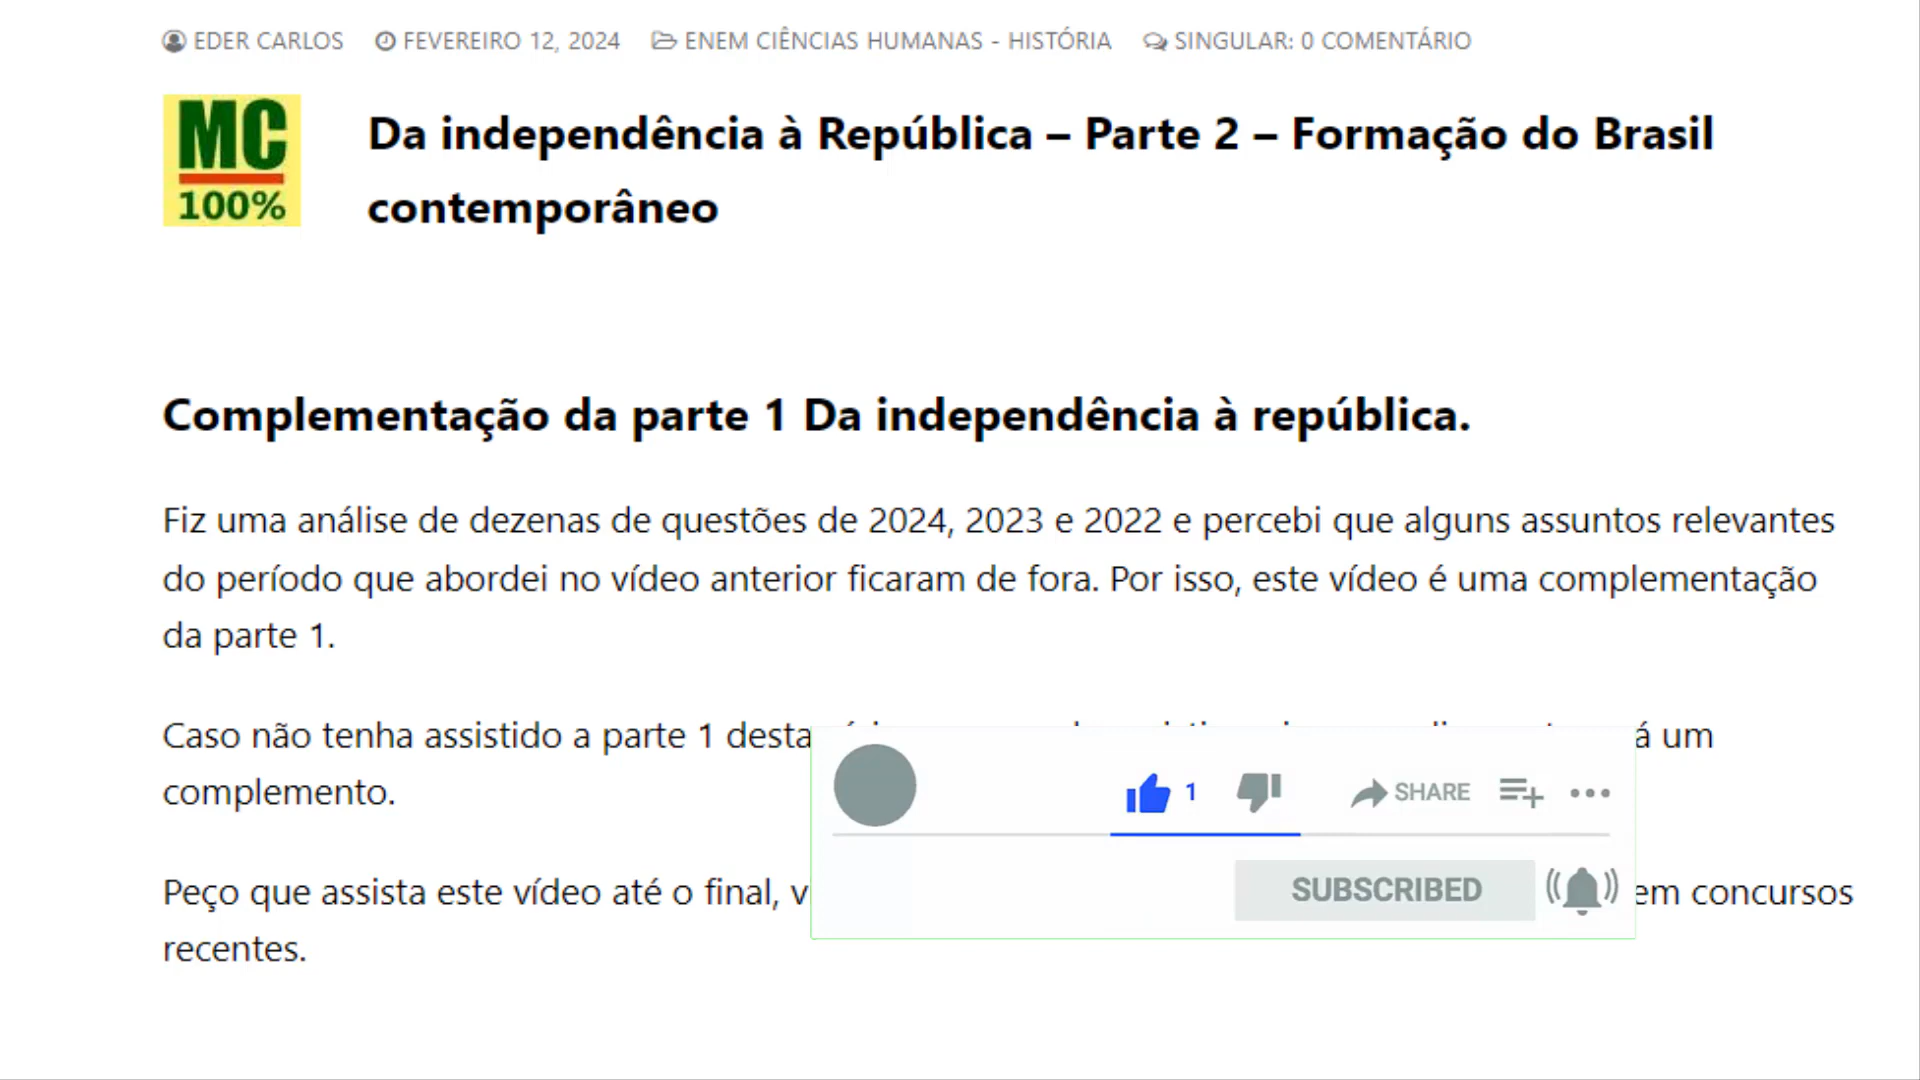 EDER CARLOS FEVEREIRO 12, 2024 ENEM CIÊNCIAS HUMANAS - HISTÓRIA SINGULAR: 0 COMENTÁRIO
MC
100%
Da independência à República – Parte 2 – Formação do Brasil
contemporâneo
Complementação da parte 1 Da independência à república.
Fiz uma análise de dezenas de questões de 2024, 2023 e 2022 e percebi que alguns assuntos relevantes
do período que abordei no vídeo anterior ficaram de fora. Por isso, este vídeo é uma complementação
da parte 1.
Caso não tenha assistido a parte 1 desta um
complemento.
Peço que assista este vídeo até o final, em concursos
recentes.
1 SHARE
SUBSCRIBED